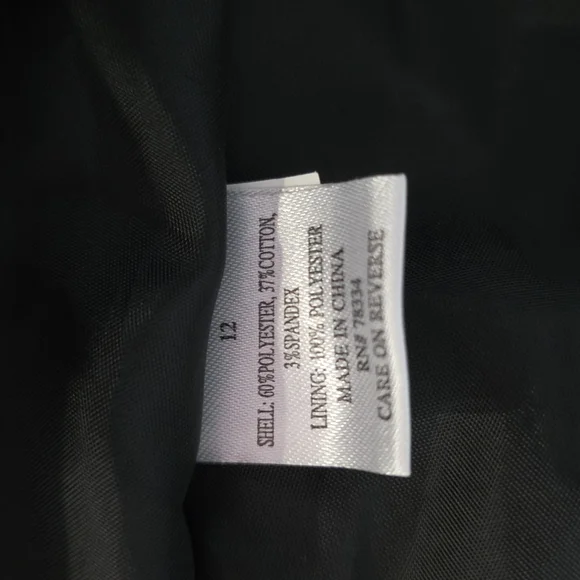 12
SHELL: 60%POLYESTER, 37%COTTON,
3%SPANDEX
LINING: 100% POLYESTER
MADE IN CHINA
RN# 78334
CARE ON REVERSE